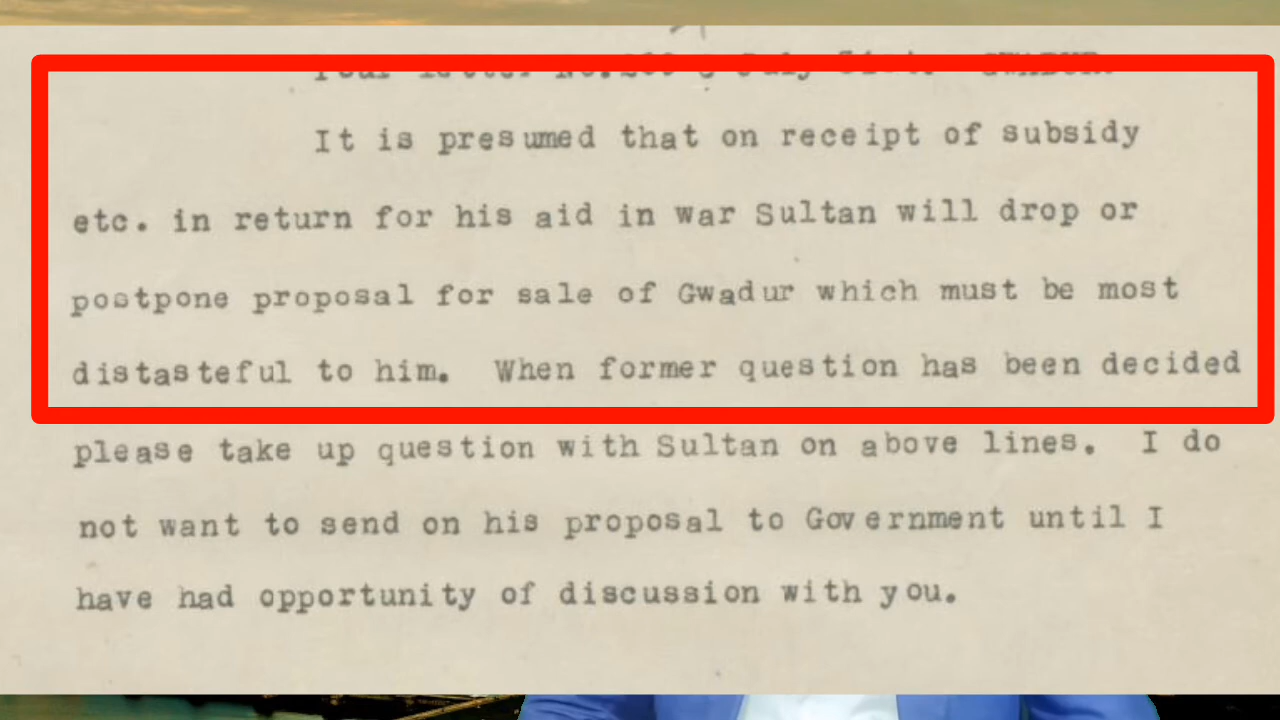 It is presumed that on receipt of subsidy
etc. in return for his aid in war Sultan will drop or
postpone proposal for sale of Gwadur which must be most
distasteful to him. When former question has been decided
please take up question with Sultan on above lines. I do
not want to send on his proposal to Government until I
have had opportunity of discussion with you.